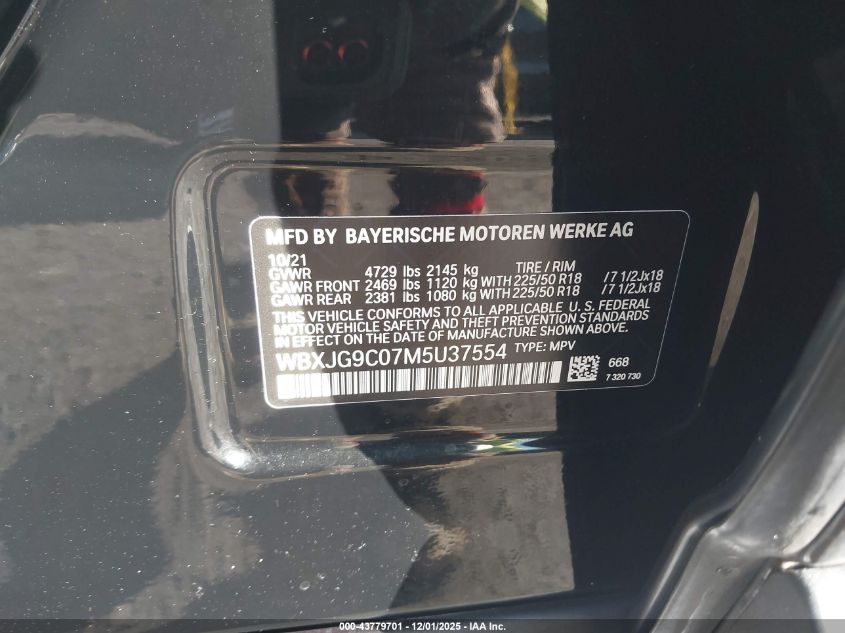 MFD BY BAYERISCHE MOTOREN WERKE AG
10/21
GVWR 4729 lbs 2145 kg TIRE / RIM
GAWR FRONT 2469 lbs 1120 kg WITH 225/50 R18 /7 1/2Jx18
GAWR REAR 2381 lbs 1080 kg WITH 225/50 R18 /7 1/2Jx18
THIS VEHICLE CONFORMS TO ALL APPLICABLE U.S. FEDERAL
MOTOR VEHICLE SAFETY AND THEFT PREVENTION STANDARDS
IN EFFECT ON THE DATE OF MANUFACTURE SHOWN ABOVE.
WBXJG9C07M5U37554 TYPE: MPV
668
7 320 730
000-43779701 - 12/01/2025 - IAA Inc.